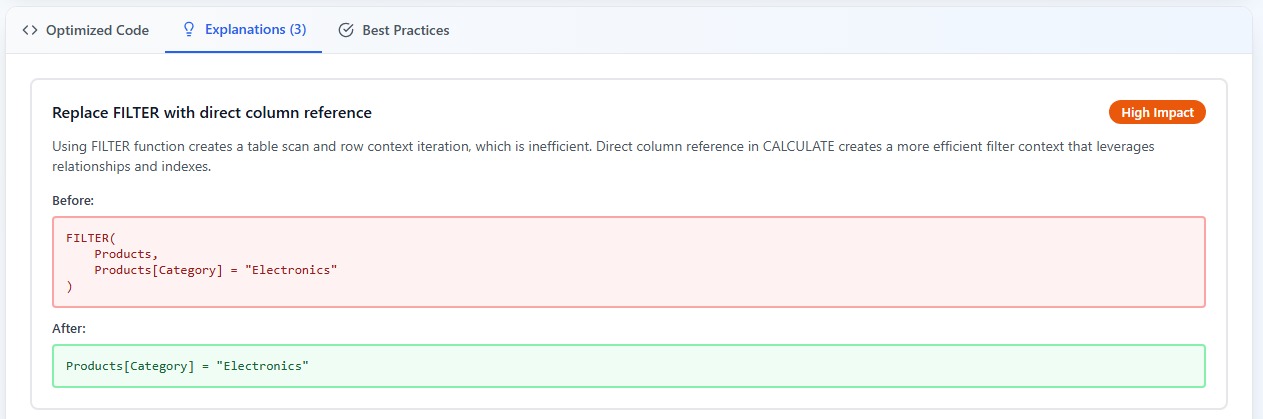 <> Optimized Code Explanations (3) Best Practices
Replace FILTER with direct column reference High Impact
Using FILTER function creates a table scan and row context iteration, which is inefficient. Direct column reference in CALCULATE creates a more efficient filter context that leverages
relationships and indexes.
Before:
FILTER(
    Products,
    Products[Category] = "Electronics"
)
After:
Products[Category] = "Electronics"